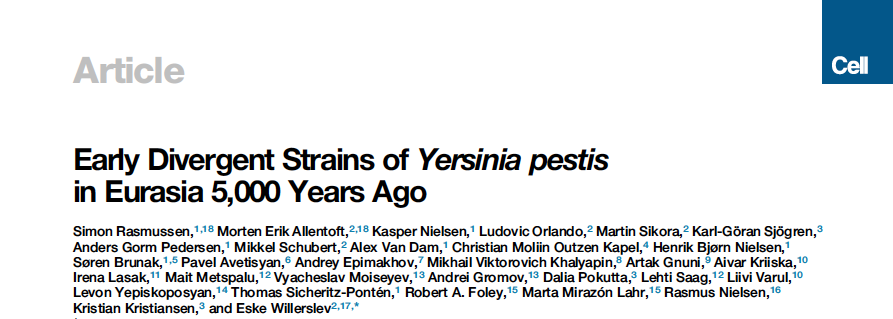 Article
Cell
Early Divergent Strains of Yersinia pestis
in Eurasia 5,000 Years Ago
Simon Rasmussen,1,18 Morten Erik Allentoft,2,18 Kasper Nielsen,1 Ludovic Orlando,2 Martin Sikora,2 Karl-Göran Sjögren,3
Anders Gorm Pedersen,1 Mikkel Schubert,2 Alex Van Dam,1 Christian Moliin Outzen Kapel,4 Henrik Bjørn Nielsen,1
Søren Brunak,1,5 Pavel Avetisyan,6 Andrey Epimakhov,7 Mikhail Viktorovich Khalyapin,8 Artak Gnuni,9 Aivar Kriiska,10
Irena Lasak,11 Mait Metspalu,12 Vyacheslav Moiseyev,13 Andrei Gromov,13 Dalia Pokutta,3 Lehti Saag,12 Liivi Varul,10
Levon Yepiskoposyan,14 Thomas Sicheritz-Pontén,1 Robert A. Foley,15 Marta Mirazón Lahr,15 Rasmus Nielsen,16
Kristian Kristiansen,3 and Eske Willerslev2,17,*